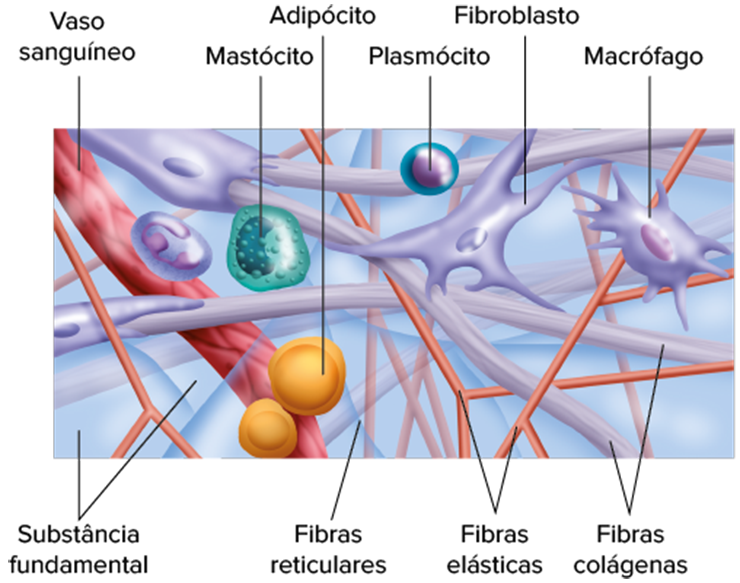 Vaso
sanguíneo
Adipócito
Mastócito
Plasmócito
Fibroblasto
Macrófago
Substância
fundamental
Fibras
reticulares
Fibras
elásticas
Fibras
colágenas